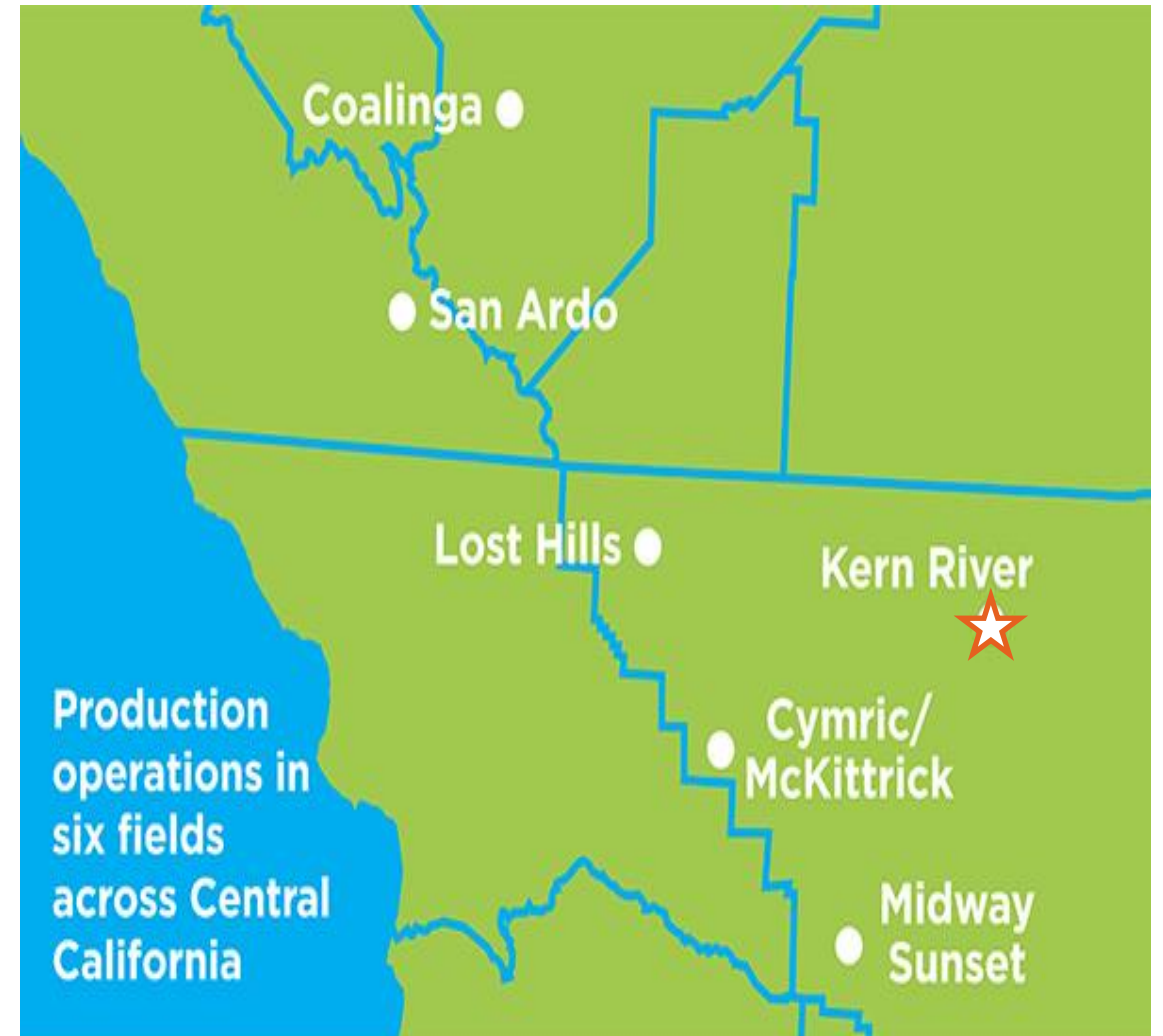 Coalinga
San Ardo
Lost Hills
Kern River
Cymric/
McKittrick
Midway
Sunset
Production
operations in
six fields
across Central
California